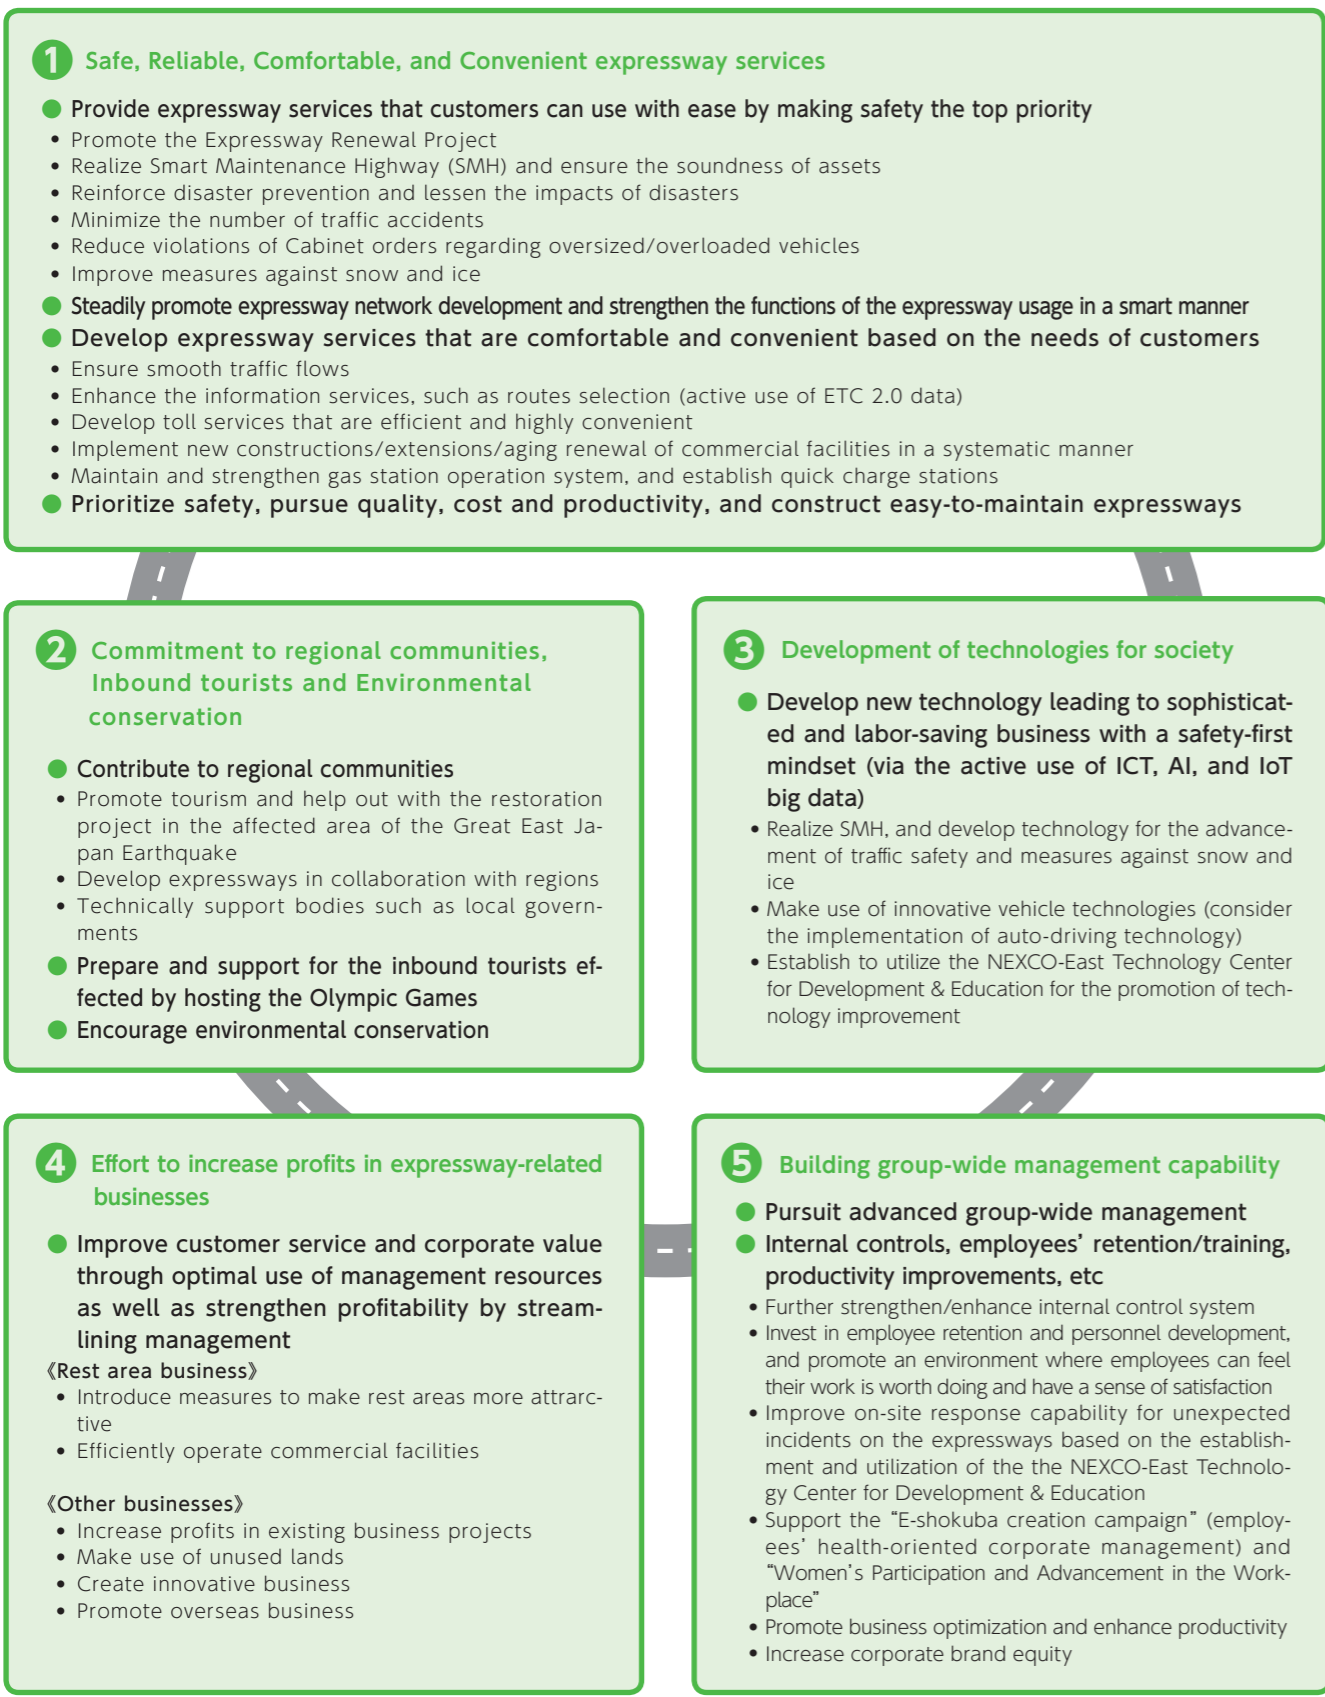 1 Safe, Reliable, Comfortable, and Convenient expressway services
● Provide expressway services that customers can use with ease by making safety the top priority
• Promote the Expressway Renewal Project
• Realize Smart Maintenance Highway (SMH) and ensure the soundness of assets
• Reinforce disaster prevention and lessen the impacts of disasters
• Minimize the number of traffic accidents
• Reduce violations of Cabinet orders regarding oversized/overloaded vehicles
• Improve measures against snow and ice
● Steadily promote expressway network development and strengthen the functions of the expressway usage in a smart manner
● Develop expressway services that are comfortable and convenient based on the needs of customers
• Ensure smooth traffic flows
• Enhance the information services, such as routes selection (active use of ETC 2.0 data)
• Develop toll services that are efficient and highly convenient
• Implement new constructions/extensions/aging renewal of commercial facilities in a systematic manner
• Maintain and strengthen gas station operation system, and establish quick charge stations
● Prioritize safety, pursue quality, cost and productivity, and construct easy-to-maintain expressways
2 Commitment to regional communities,
Inbound tourists and Environmental
conservation
● Contribute to regional communities
• Promote tourism and help out with the restoration
project in the affected area of the Great East Ja-
pan Earthquake
• Develop expressways in collaboration with regions
• Technically support bodies such as local govern-
ments
● Prepare and support for the inbound tourists ef-
fected by hosting the Olympic Games
● Encourage environmental conservation
3 Development of technologies for society
● Develop new technology leading to sophisticat-
ed and labor-saving business with a safety-first
mindset (via the active use of ICT, AI, and IoT
big data)
• Realize SMH, and develop technology for the advance-
ment of traffic safety and measures against snow and
ice
• Make use of innovative vehicle technologies (consider
the implementation of auto-driving technology)
• Establish to utilize the NEXCO-East Technology Center
for Development & Education for the promotion of tech-
nology improvement
4 Effort to increase profits in expressway-related
businesses
● Improve customer service and corporate value
through optimal use of management resources
as well as strengthen profitability by stream-
lining management
《Rest area business》
• Introduce measures to make rest areas more attrarc-
tive
• Efficiently operate commercial facilities
《Other businesses》
• Increase profits in existing business projects
• Make use of unused lands
• Create innovative business
• Promote overseas business
5 Building group-wide management capability
● Pursuit advanced group-wide management
● Internal controls, employees' retention/training,
productivity improvements, etc
• Further strengthen/enhance internal control system
• Invest in employee retention and personnel development,
and promote an environment where employees can feel
their work is worth doing and have a sense of satisfaction
• Improve on-site response capability for unexpected
incidents on the expressways based on the establish-
ment and utilization of the the NEXCO-East Technolo-
gy Center for Development & Education
• Support the “E-shokuba creation campaign” (employ-
ees’ health-oriented corporate management) and
“Women’s Participation and Advancement in the Work-
place”
• Promote business optimization and enhance productivity
• Increase corporate brand equity